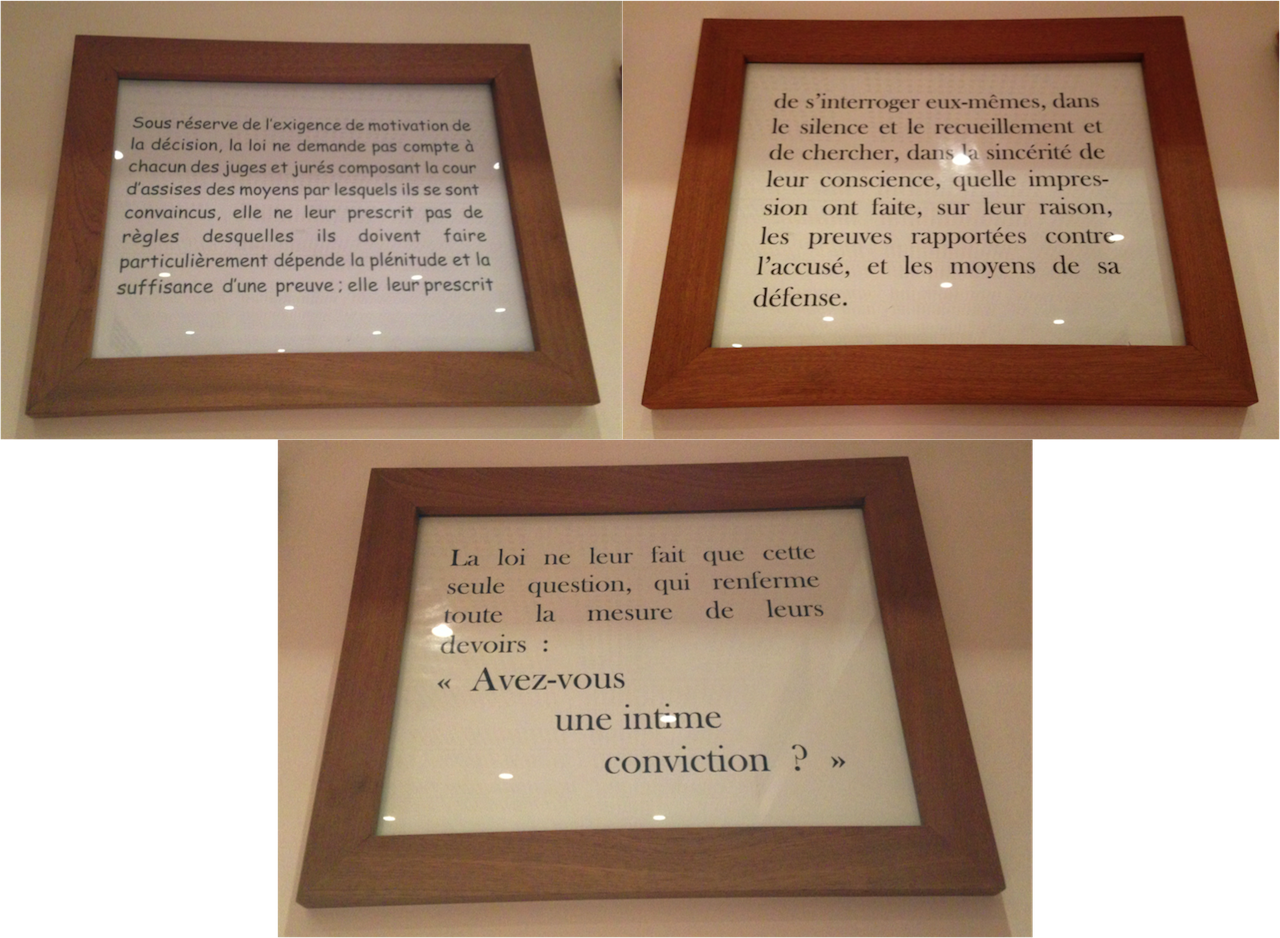 Sous réserve de l'exigence de motivation de
la décision, la loi ne demande pas compte à
chacun des juges et jurés composant la cour
d'assises des moyens par lesquels ils se sont
convaincus, elle ne leur prescrit pas de
règles desquelles ils doivent faire
particulièrement dépende la plénitude et la
suffisance d'une preuve ; elle leur prescrit
de s'interroger eux-mêmes, dans
le silence et le recueillement et
de chercher, dans la sincérité de
leur conscience, quelle impres-
sion ont faite, sur leur raison,
les preuves rapportées contre
l'accusé, et les moyens de sa
défense.
La loi ne leur fait que cette
seule question, qui renferme
toute la mesure de leurs
devoirs :
« Avez-vous
une intime
conviction ? »